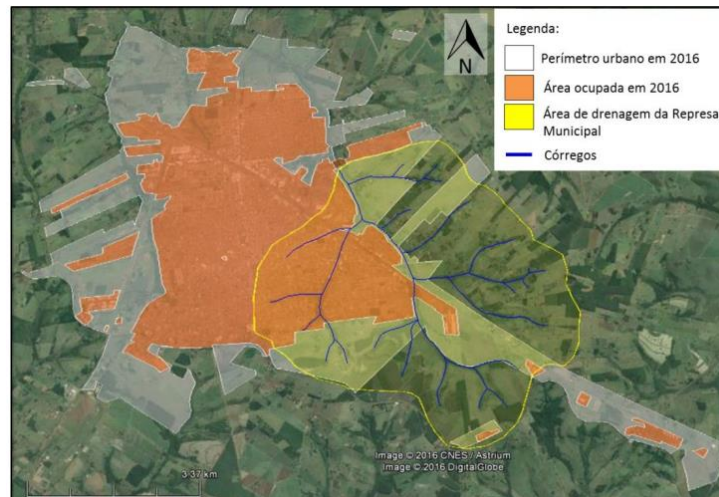 Legenda:
Perímetro urbano em 2016
Área ocupada em 2016
Área de drenagem da Represa
Municipal
Córregos
N
Image © 2016 CNES / Astrium
Image © 2016 DigitalGlobe
3.37 km